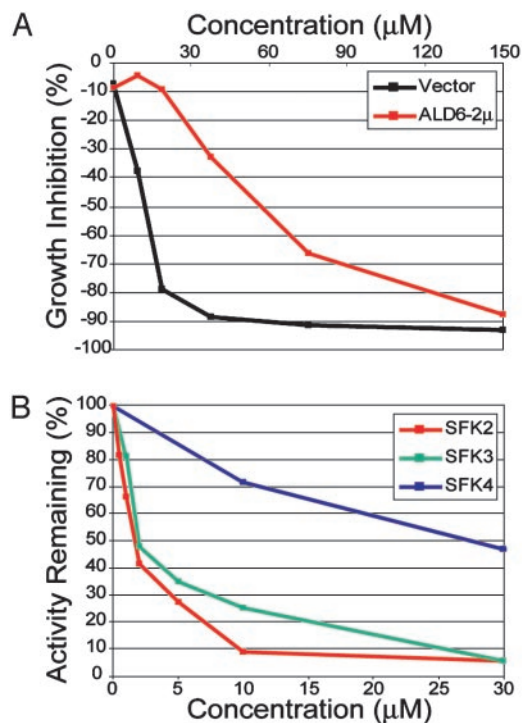 A
Concentration (μM)
0 30 60 90 120 150
0
-10
-20
-30
-40
-50
-60
-70
-80
-90
-100
Growth Inhibition (%)
Vector
ALD6-2μ
B
100
90
80
70
60
50
40
30
20
10
0
Activity Remaining (%)
SFK2
SFK3
SFK4
0 5 10 15 20 25 30
Concentration (μM)